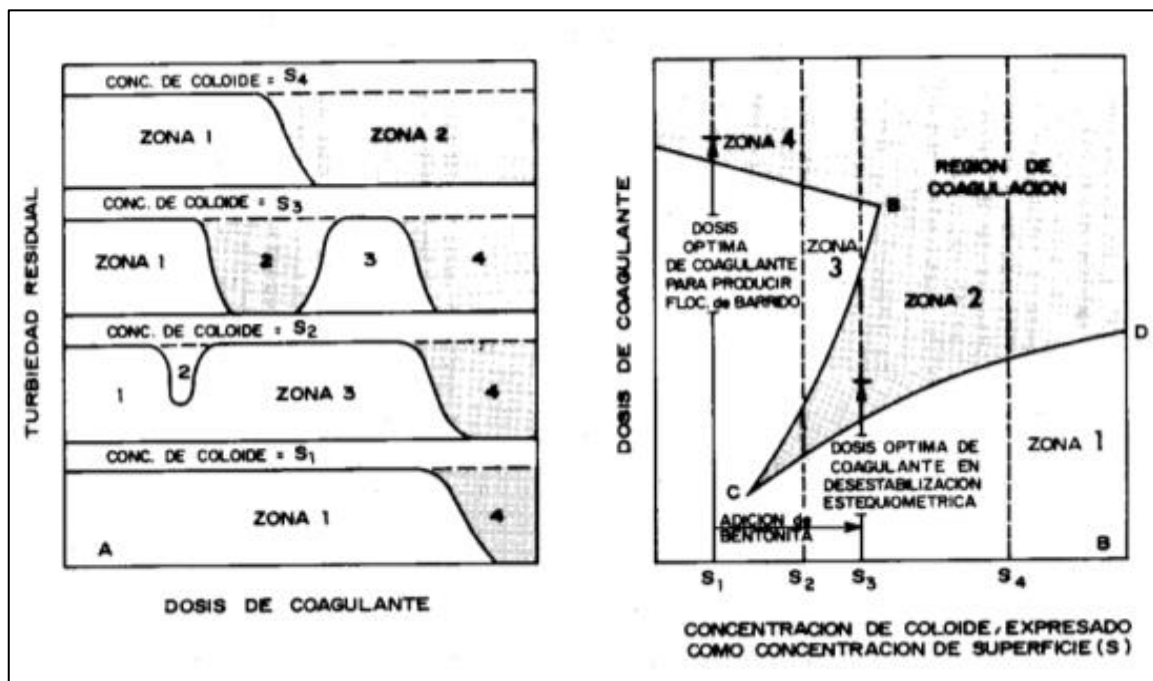 TURBIEDAD RESIDUAL
CONC. DE COLOIDE = S4
ZONA 1
ZONA 2
CONC. DE COLOIDE = S3
ZONA 1
2
3
4
CONC. DE COLOIDE = S2
1
2
ZONA 3
4
CONC. DE COLOIDE = S1
ZONA 1
4
A
DOSIS DE COAGULANTE
DOSIS DE COAGULANTE
ZONA 4
REGION DE
COAGULACION
B
DOSIS
OPTIMA
DE COAGULANTE
PARA PRODUCIR
FLOC. de BARRIDO
ZONA
3
ZONA 2
D
ZONA 1
C
DOSIS OPTIMA DE
COAGULANTE EN
DESESTABILIZACION
ESTEQUIOMETRICA
ADICION de
BENTONITA
B
S1
S2
S3
S4
CONCENTRACION DE COLOIDE, EXPRESADO
COMO CONCENTRACION DE SUPERFICIE (S)